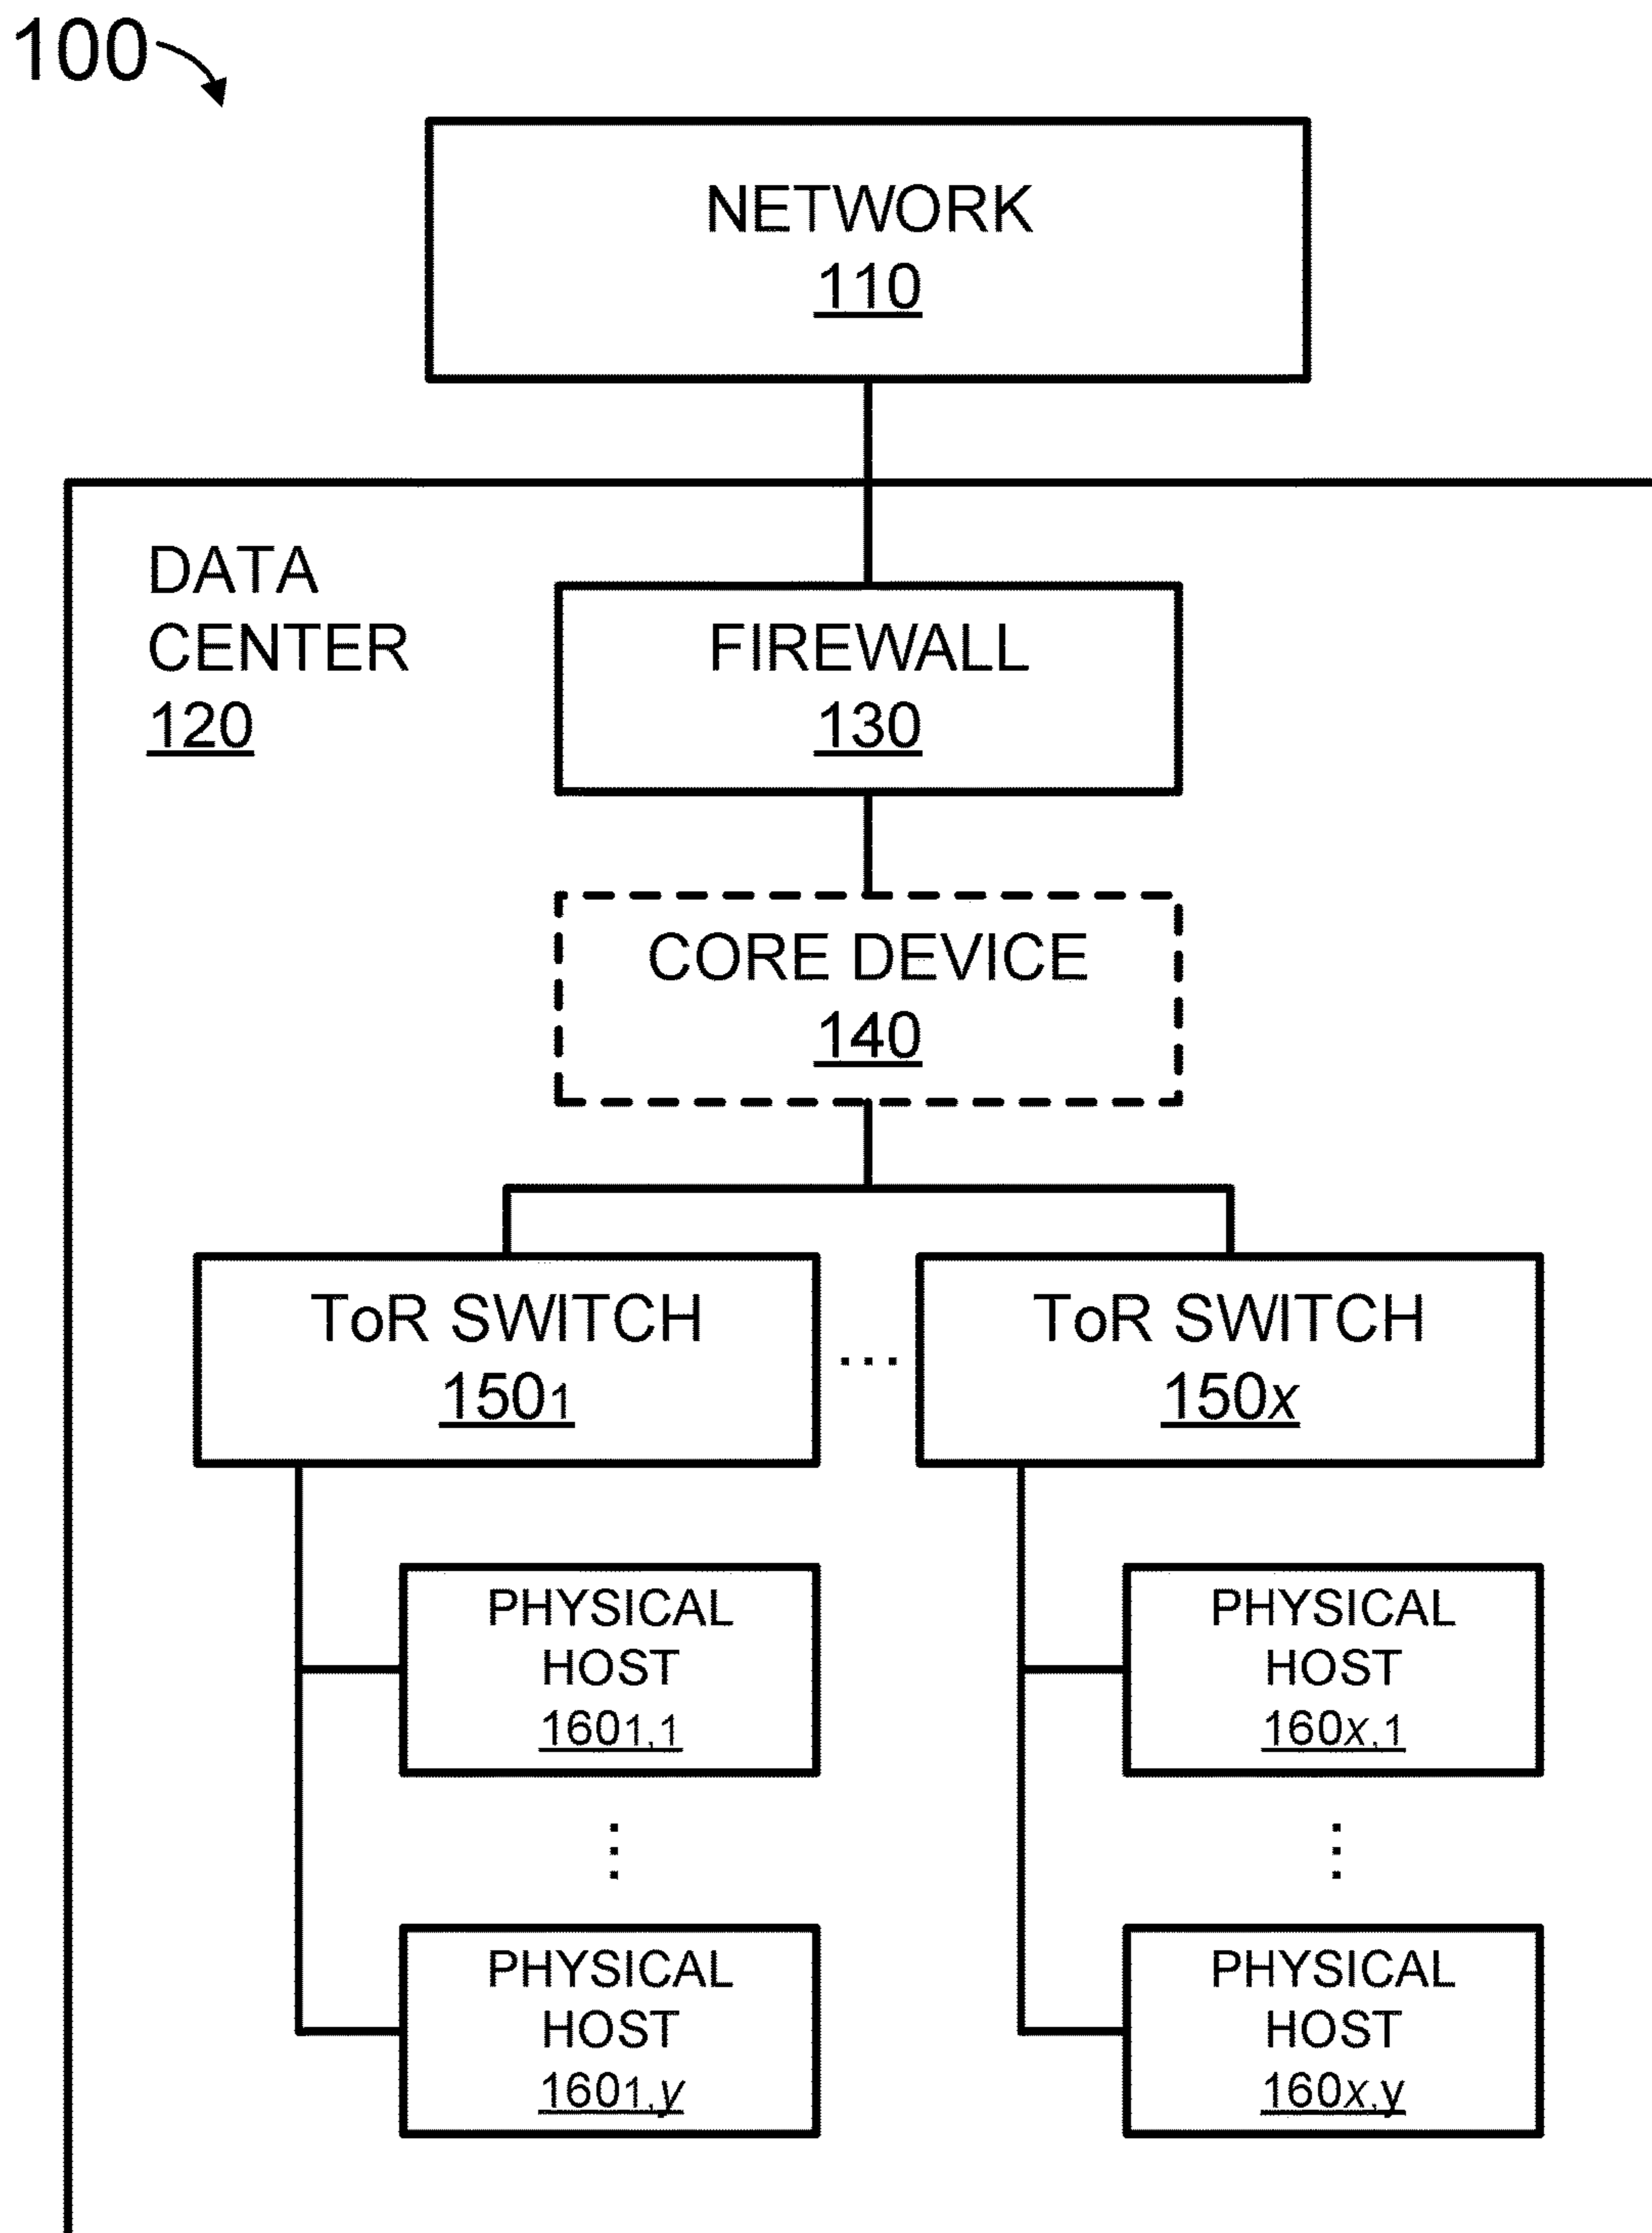 100
NETWORK
110
DATA
CENTER
120
FIREWALL
130
CORE DEVICE
140
ToR SWITCH
1501
...
ToR SWITCH
150x
PHYSICAL
HOST
1601,1
PHYSICAL
HOST
160x,1
PHYSICAL
HOST
1601,y
PHYSICAL
HOST
160x,y